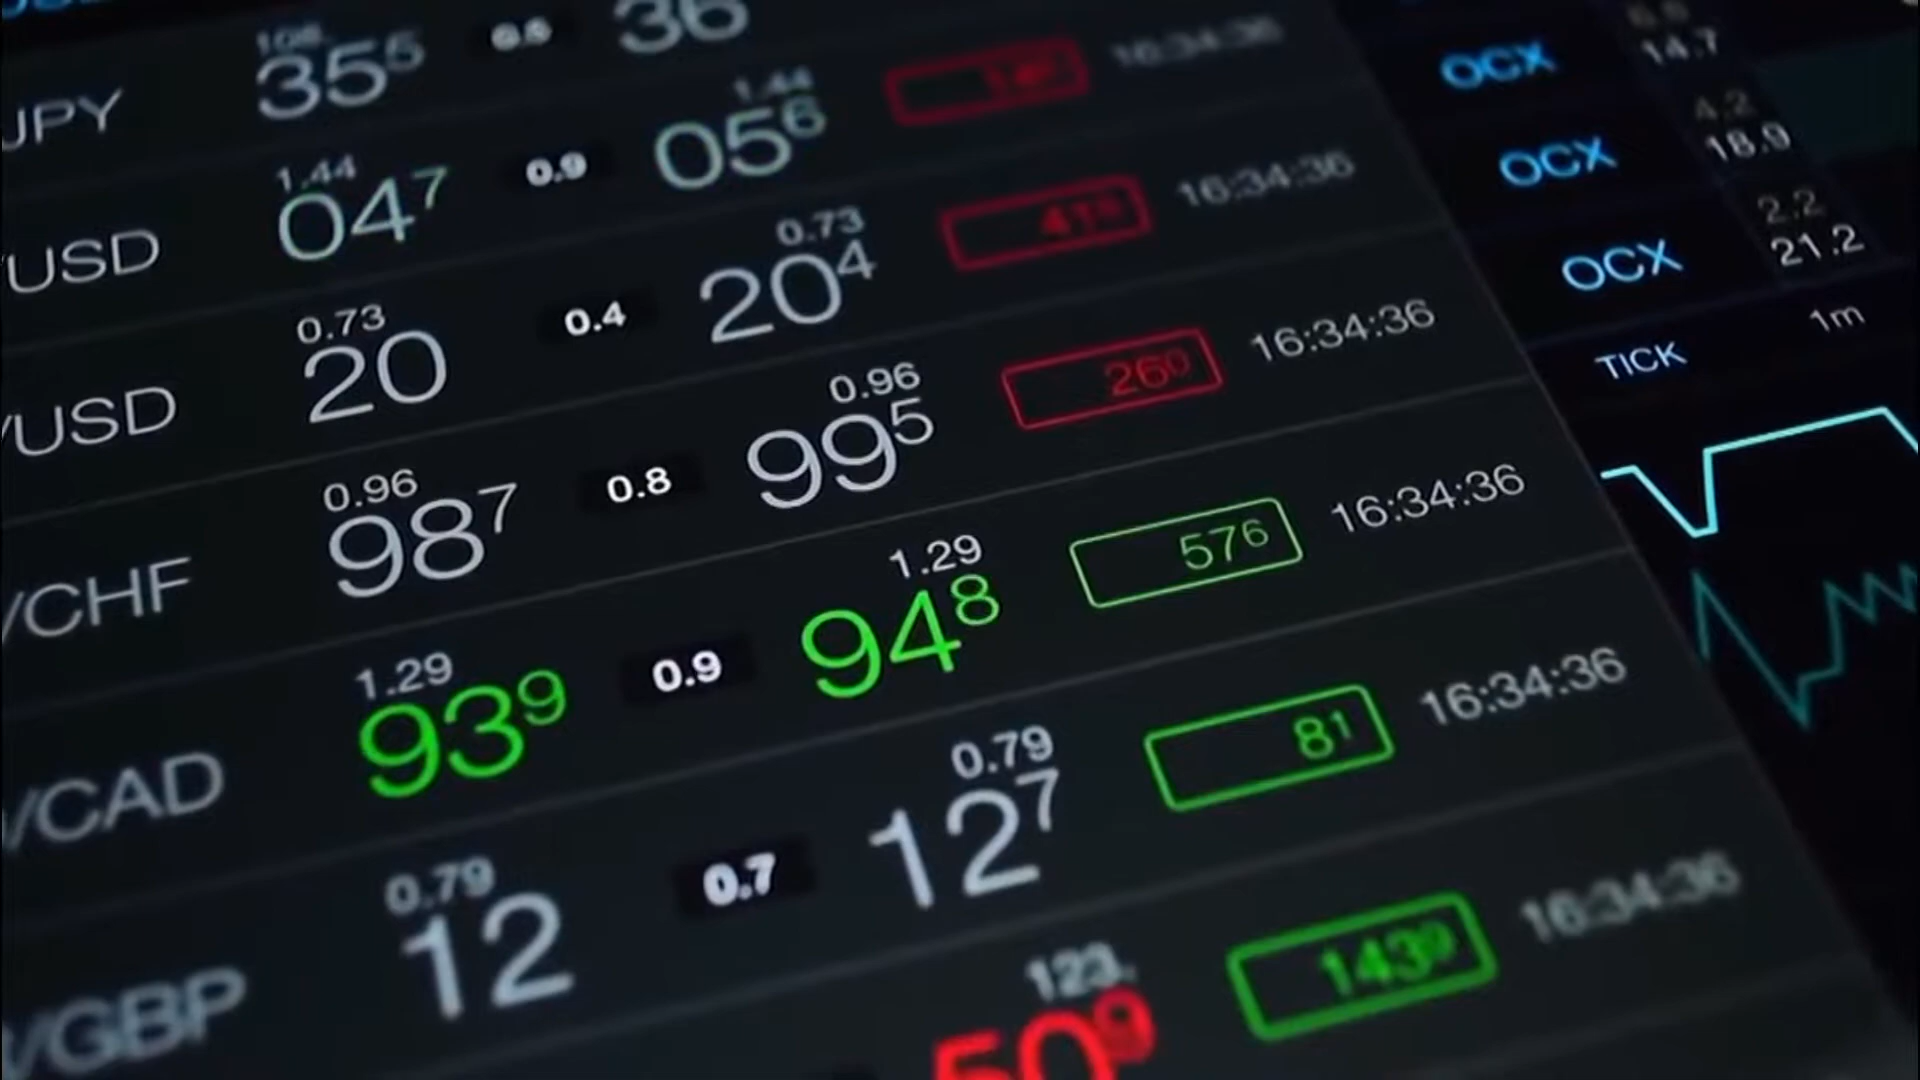 JPY 35⁵ 0.5 36
/USD 1.44 04⁷ 0.9 1.44 05⁶ 16:34:36
/USD 0.73 20 0.4 0.73 20⁴ 16:34:36
/CHF 0.96 98⁷ 0.8 0.96 99⁵ 26⁰ 16:34:36
/CAD 1.29 93⁹ 0.9 1.29 94⁸ 57⁶ 16:34:36
/GBP 0.79 12 0.7 0.79 12⁷ 8¹ 16:34:36
123. 50⁹ 143⁹ 16:34:36
OCX 14.7
OCX 4.2 18.9
OCX 2.2 21.2
TICK 1m